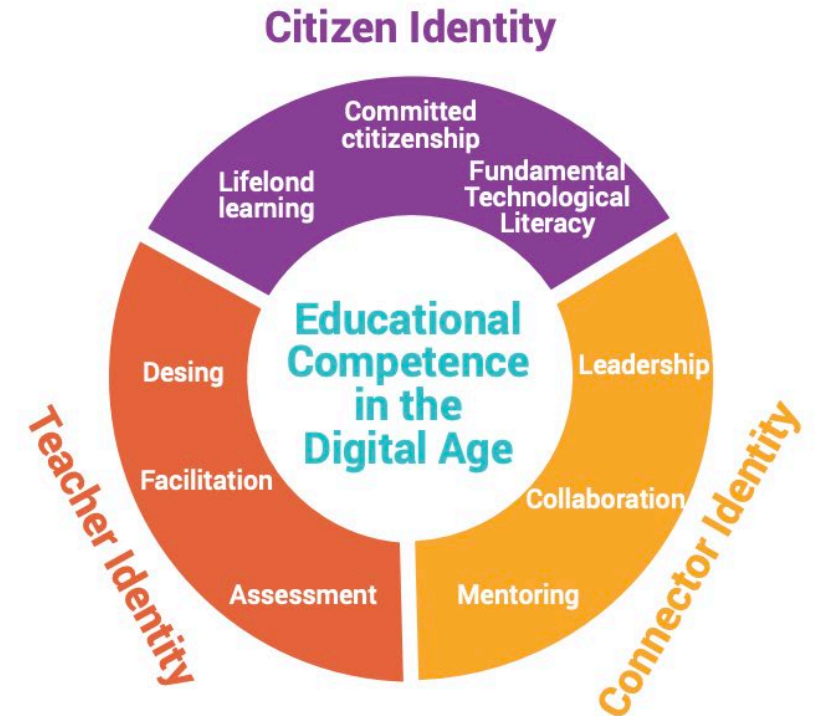 Citizen Identity
Committed
ctitizenship
Lifelond
learning
Fundamental
Technological
Literacy
Educational
Competence
in the
Digital Age
Desing
Facilitation
Assessment
Teacher Identity
Leadership
Collaboration
Mentoring
Connector Identity